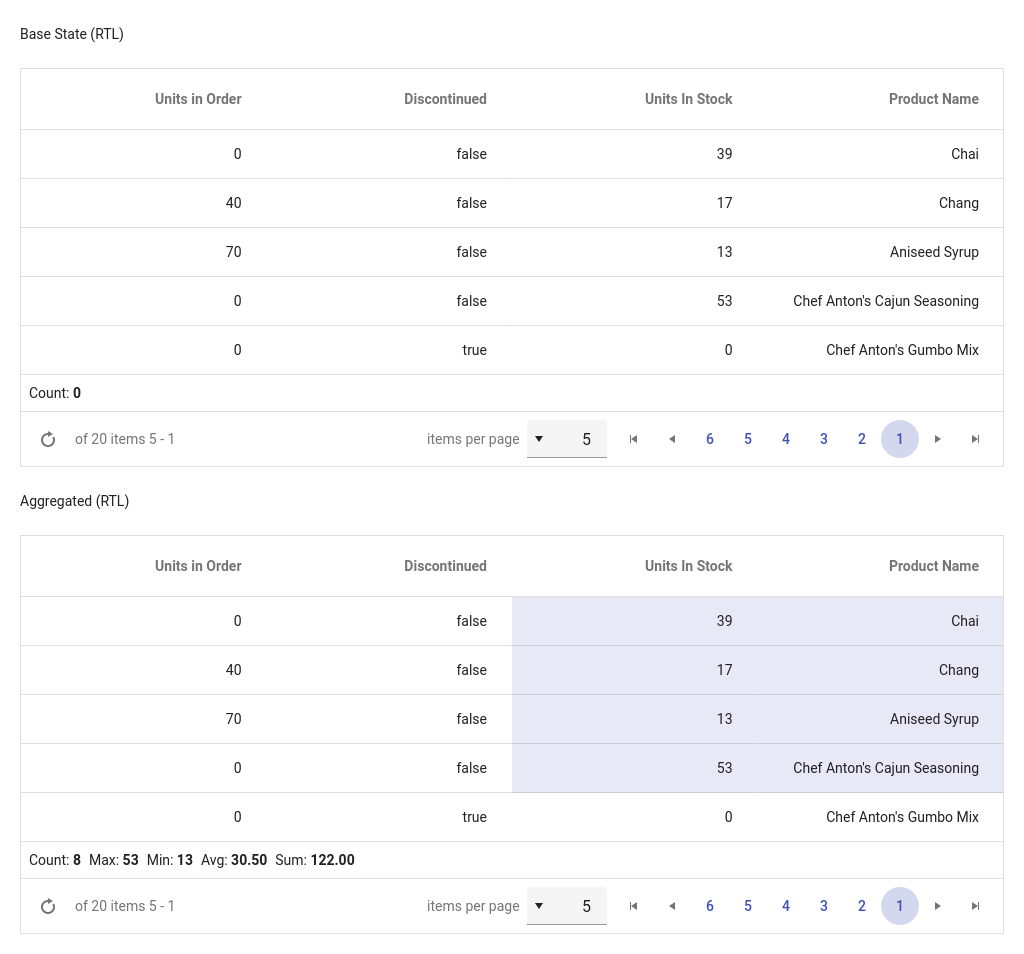 Base State (RTL)
Units in Order Discontinued Units In Stock Product Name
0 false 39 Chai
40 false 17 Chang
70 false 13 Aniseed Syrup
0 false 53 Chef Anton's Cajun Seasoning
0 true 0 Chef Anton's Gumbo Mix
Count: 0
of 20 items 5 - 1 items per page 5 6 5 4 3 2 1
Aggregated (RTL)
Units in Order Discontinued Units In Stock Product Name
0 false 39 Chai
40 false 17 Chang
70 false 13 Aniseed Syrup
0 false 53 Chef Anton's Cajun Seasoning
0 true 0 Chef Anton's Gumbo Mix
Count: 8 Max: 53 Min: 13 Avg: 30.50 Sum: 122.00
of 20 items 5 - 1 items per page 5 6 5 4 3 2 1